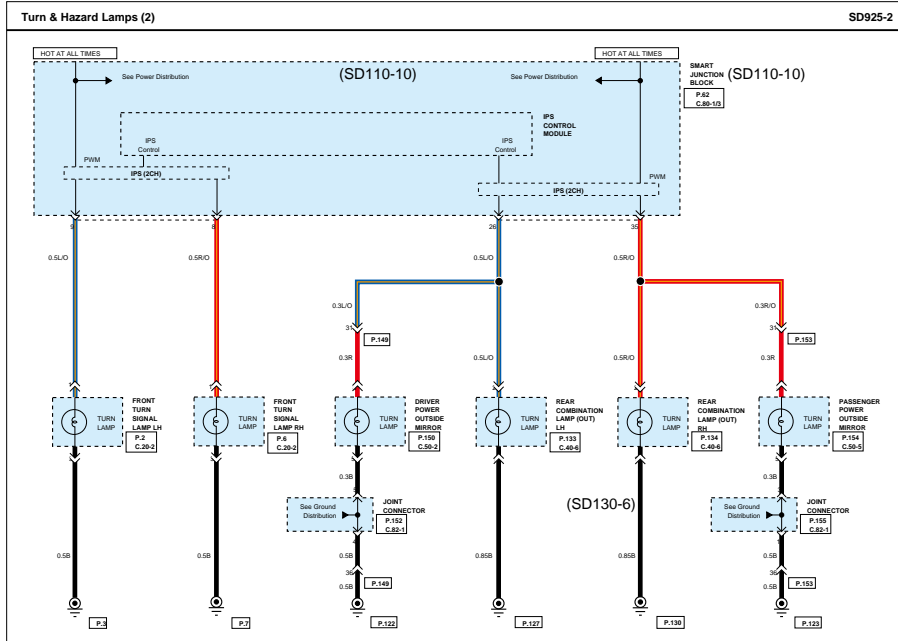 Turn & Hazard Lamps (2)
SD925-2
HOT AT ALL TIMES
HOT AT ALL TIMES
See Power Distribution
(SD110-10)
See Power Distribution
SMART
JUNCTION
BLOCK
(SD110-10)
P.62
C.80-1/3
IPS
CONTROL
MODULE
IPS
Control
IPS
Control
PWM
IPS (2CH)
PWM
IPS (2CH)
9
8
26
35
0.5L/O
0.5R/O
0.5L/O
0.5R/O
0.3L/O
0.3R/O
31
P.149
31
P.153
0.3R
0.5L/O
0.5R/O
0.3R
TURN
LAMP
FRONT
TURN
SIGNAL
LAMP LH
P.2
C.20-2
TURN
LAMP
FRONT
TURN
SIGNAL
LAMP RH
P.6
C.20-2
TURN
LAMP
DRIVER
POWER
OUTSIDE
MIRROR
P.150
C.50-2
TURN
LAMP
REAR
COMBINATION
LAMP (OUT)
LH
P.133
C.40-6
TURN
LAMP
REAR
COMBINATION
LAMP (OUT)
RH
P.134
C.40-6
TURN
LAMP
PASSENGER
POWER
OUTSIDE
MIRROR
P.154
C.50-5
0.3B
0.3B
See Ground
Distribution
JOINT
CONNECTOR
P.152
C.82-1
(SD130-6)
See Ground
Distribution
JOINT
CONNECTOR
P.155
C.82-1
0.5B
0.5B
0.5B
0.85B
0.85B
0.5B
36
P.149
36
P.153
0.5B
0.5B
P.3
P.7
P.122
P.127
P.130
P.123